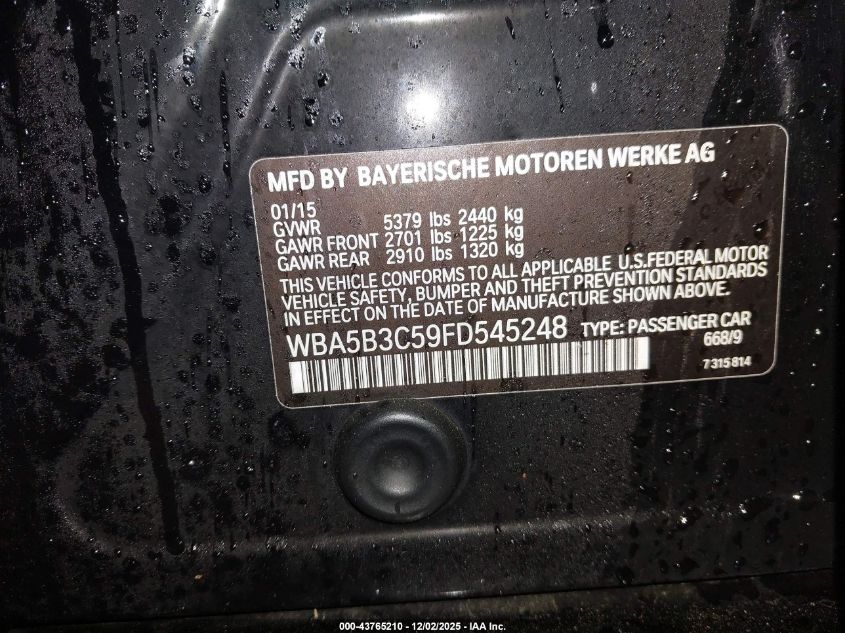 MFD BY BAYERISCHE MOTOREN WERKE AG
01/15
GVWR 5379 lbs 2440 kg
GAWR FRONT 2701 lbs 1225 kg
GAWR REAR 2910 lbs 1320 kg
THIS VEHICLE CONFORMS TO ALL APPLICABLE U.S.FEDERAL MOTOR
VEHICLE SAFETY, BUMPER AND THEFT PREVENTION STANDARDS
IN EFFECT ON THE DATE OF MANUFACTURE SHOWN ABOVE.
WBA5B3C59FD545248 TYPE: PASSENGER CAR
668/9
7315814
000-43765210 - 12/02/2025 - IAA Inc.